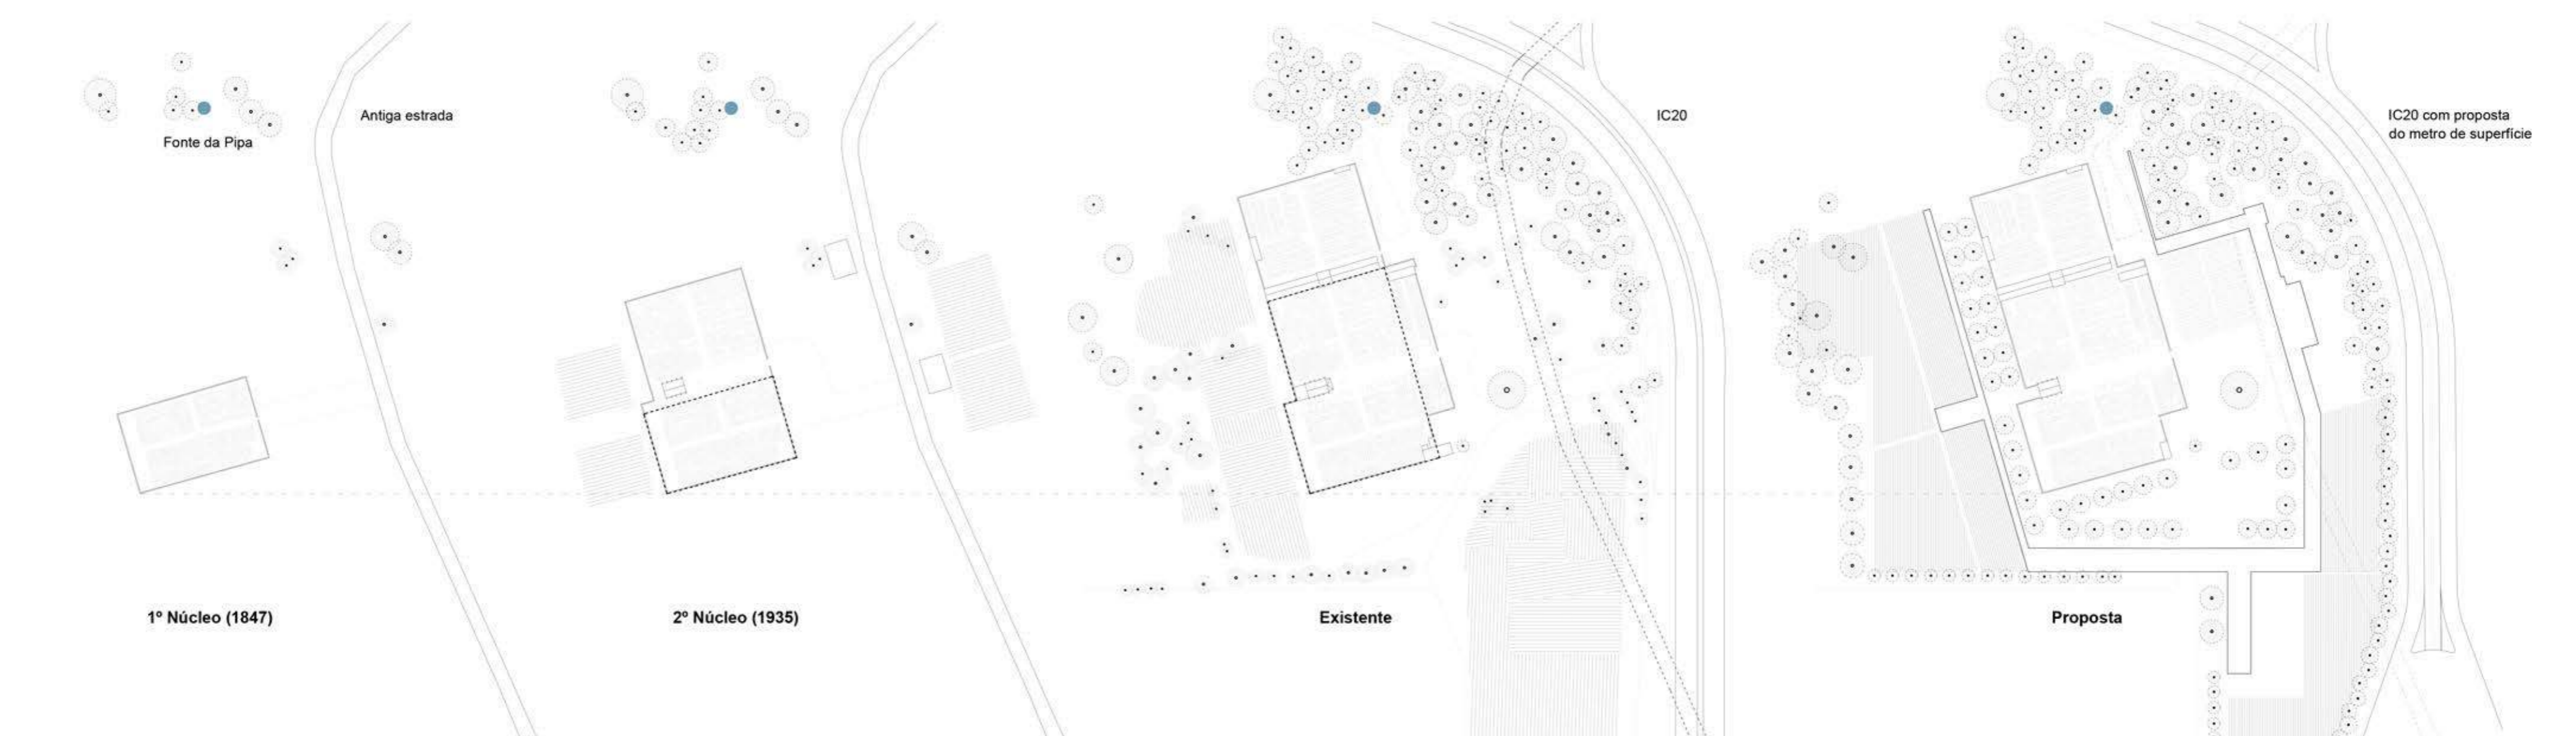 Antiga estrada
Fonte da Pipa
IC20
IC20 com proposta
do metro de superfície
1º Núcleo (1847)
2º Núcleo (1935)
Existente
Proposta